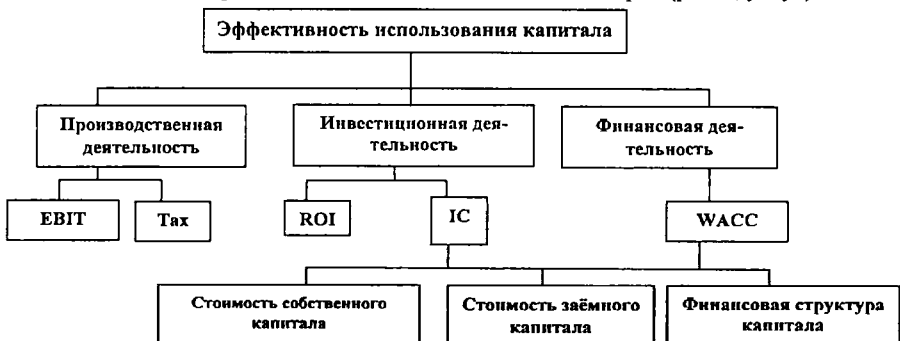 Эффективность использования капитала
Производственная
деятельность
Инвестиционная дея-
тельность
Финансовая дея-
тельность
EBIT
Tax
ROI
IC
WACC
Стоимость собственного
капитала
Стоимость заёмного
капитала
Финансовая структура
капитала